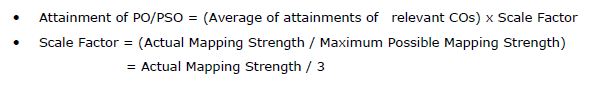 • Attainment of PO/PSO = (Average of attainments of relevant COs) x Scale Factor
• Scale Factor = (Actual Mapping Strength / Maximum Possible Mapping Strength)
= Actual Mapping Strength / 3